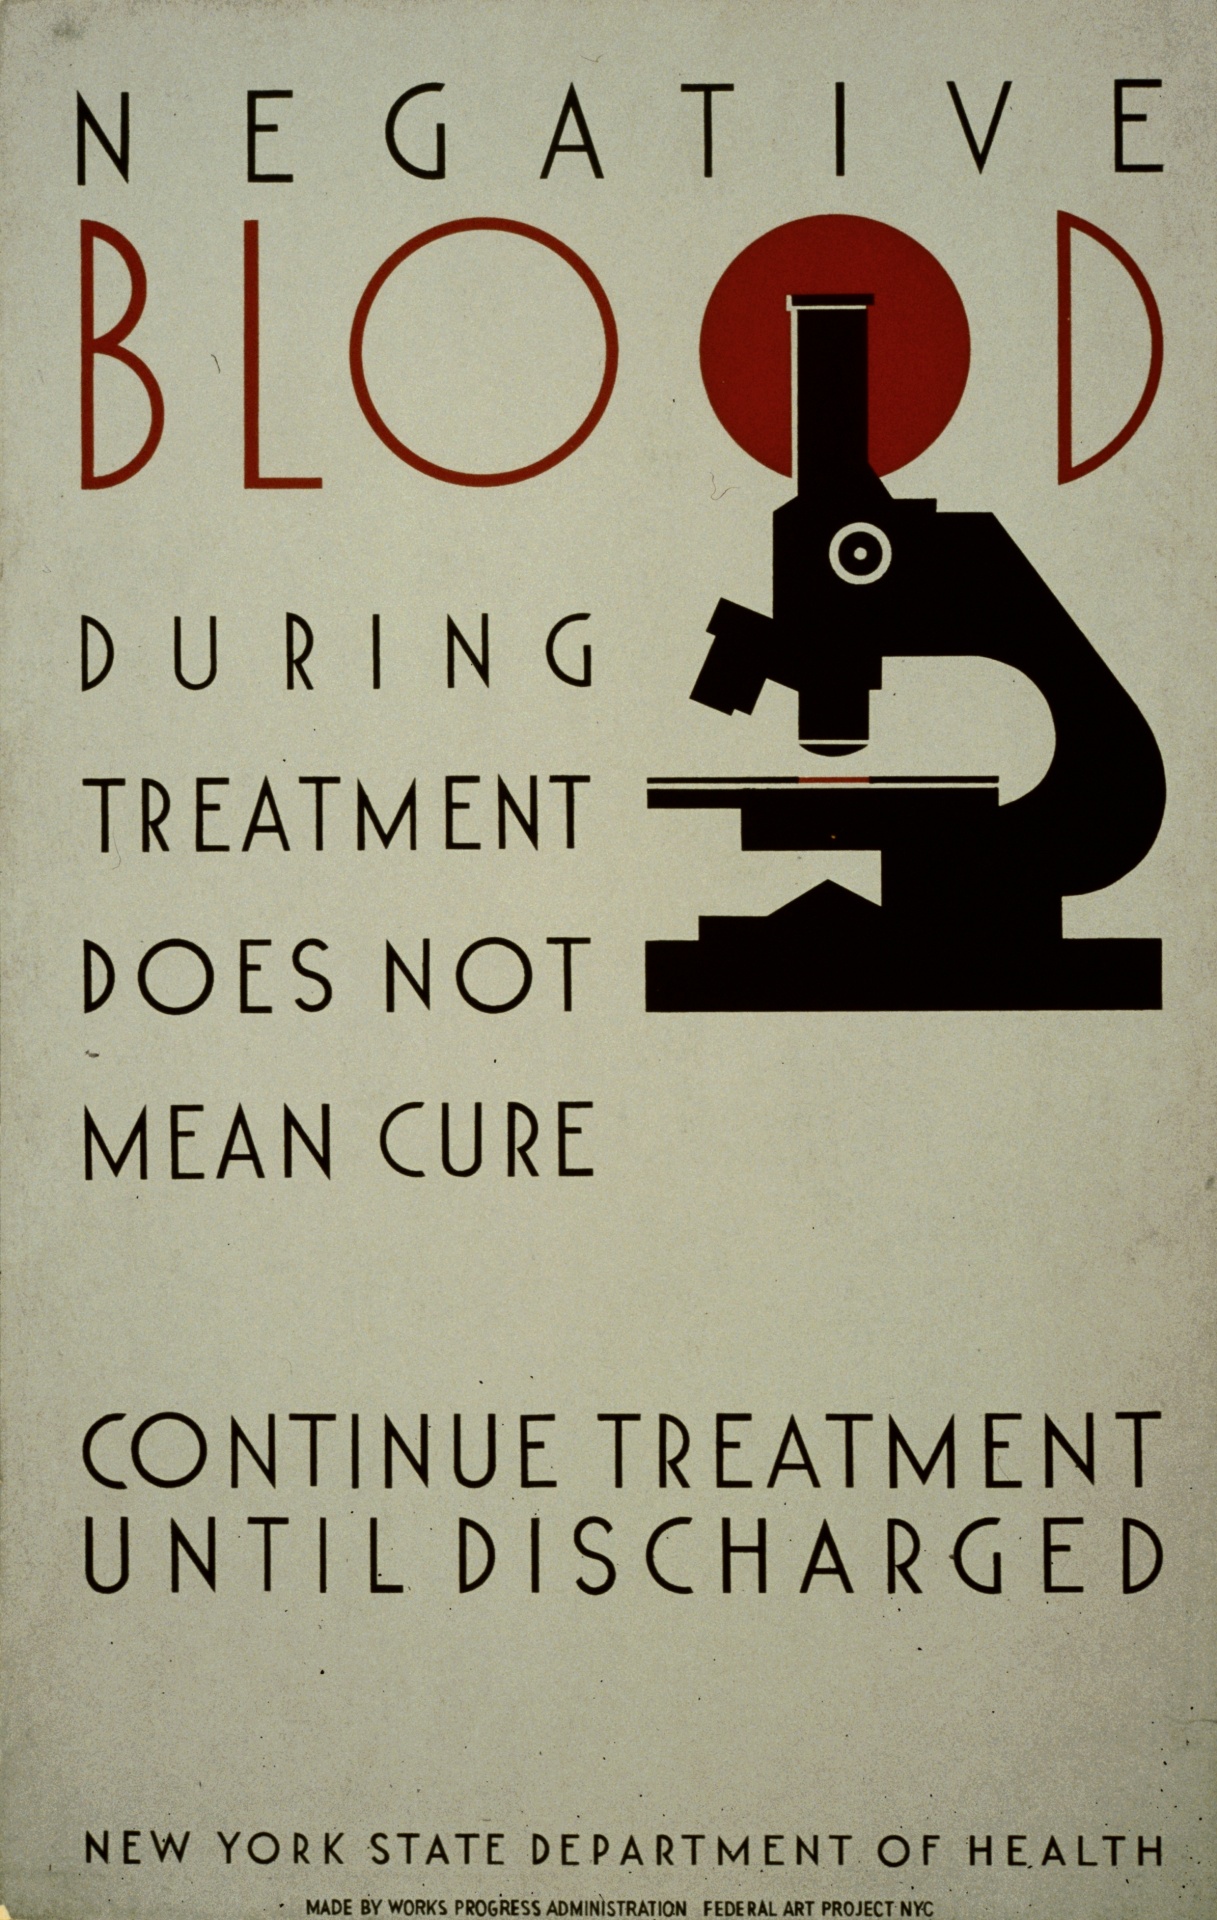 NEGATIVE
BLOOD
DURING
TREATMENT
DOES NOT
MEAN CURE
CONTINUE TREATMENT
UNTIL DISCHARGED
NEW YORK STATE DEPARTMENT OF HEALTH
MADE BY WORKS PROGRESS ADMINISTRATION FEDERAL ART PROJECT NYC